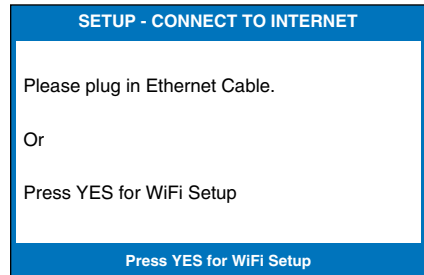 SETUP - CONNECT TO INTERNET
Please plug in Ethernet Cable.
Or
Press YES for WiFi Setup
Press YES for WiFi Setup